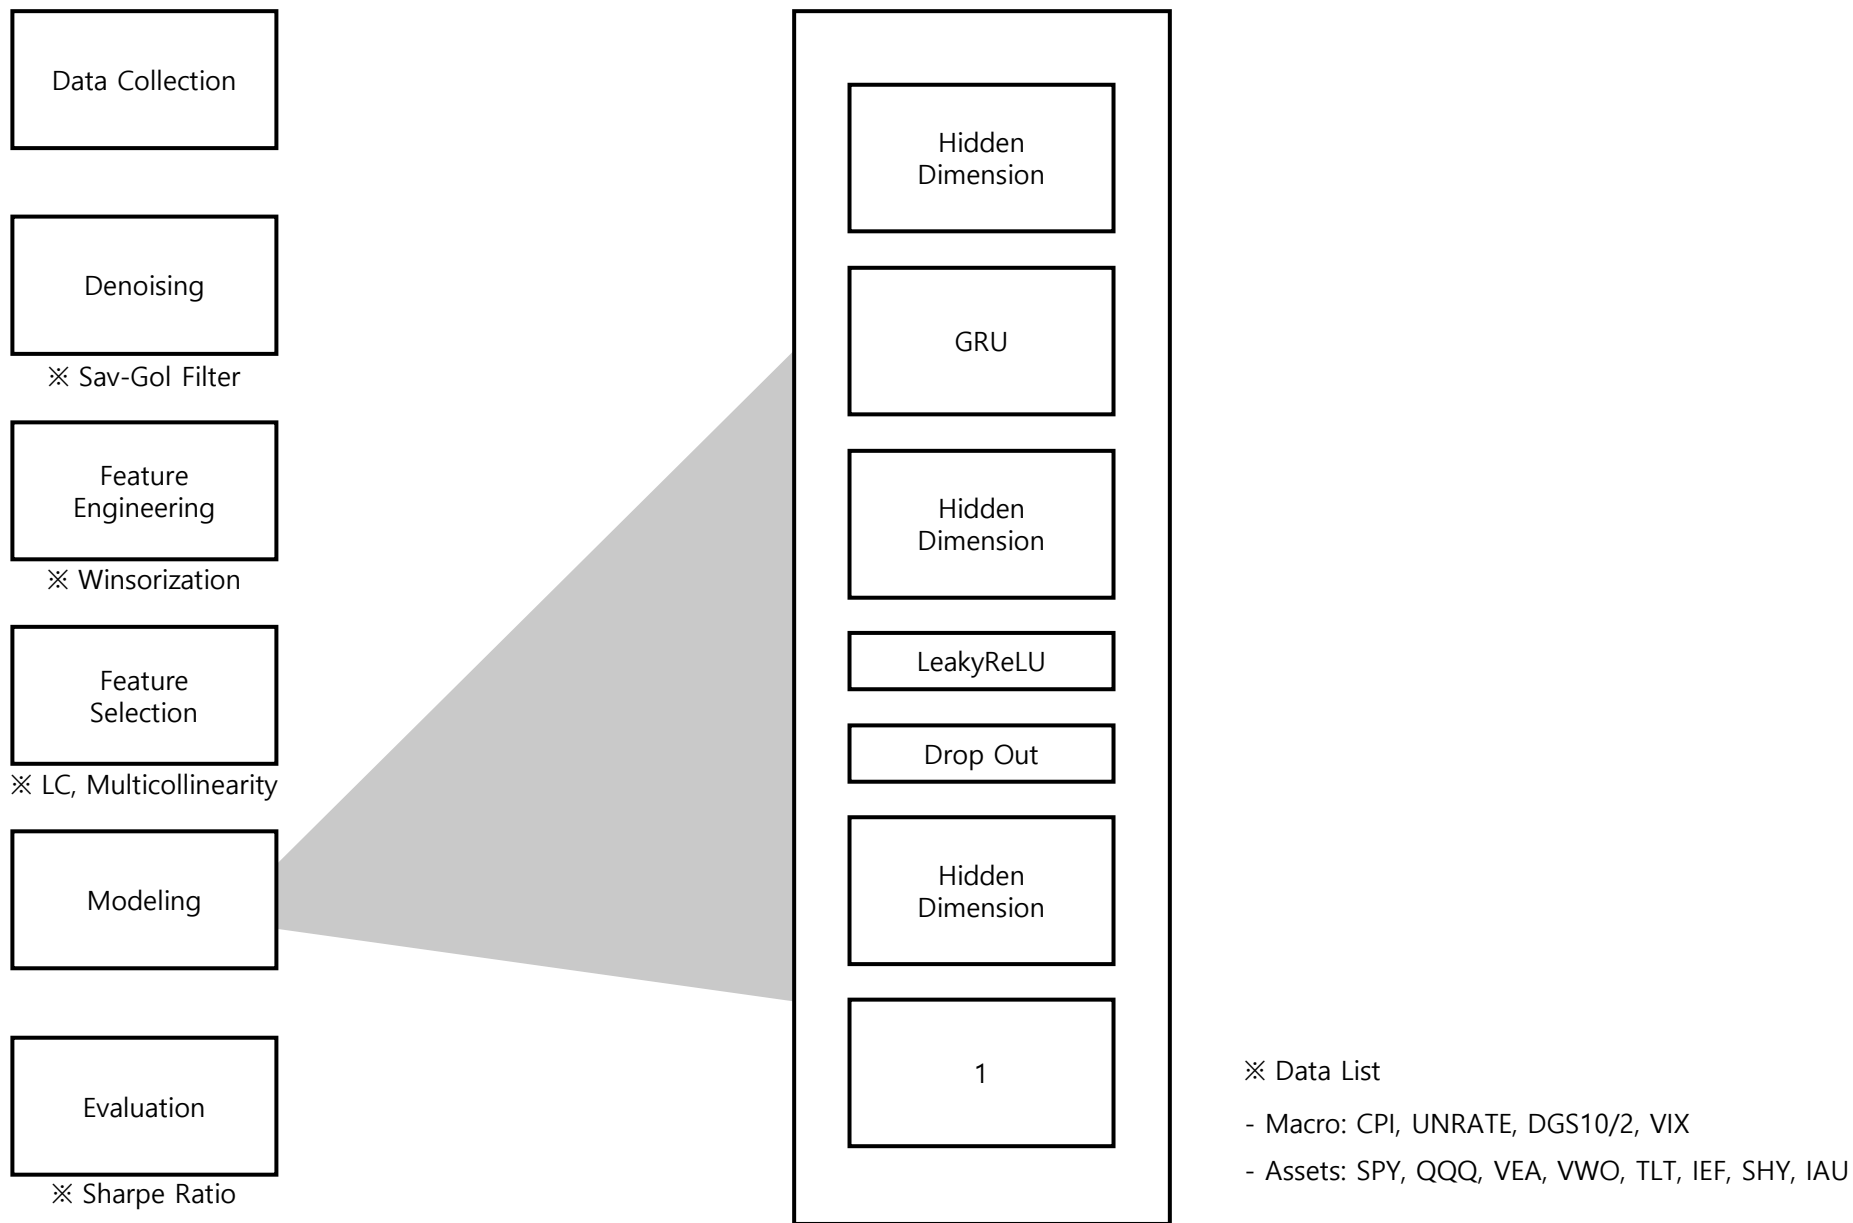 Data Collection
Denoising
※ Sav-Gol Filter
Feature
Engineering
※ Winsorization
Feature
Selection
※ LC, Multicollinearity
Modeling
Evaluation
※ Sharpe Ratio
Hidden
Dimension
GRU
Hidden
Dimension
LeakyReLU
Drop Out
Hidden
Dimension
1
※ Data List
- Macro: CPI, UNRATE, DGS10/2, VIX
- Assets: SPY, QQQ, VEA, VWO, TLT, IEF, SHY, IAU